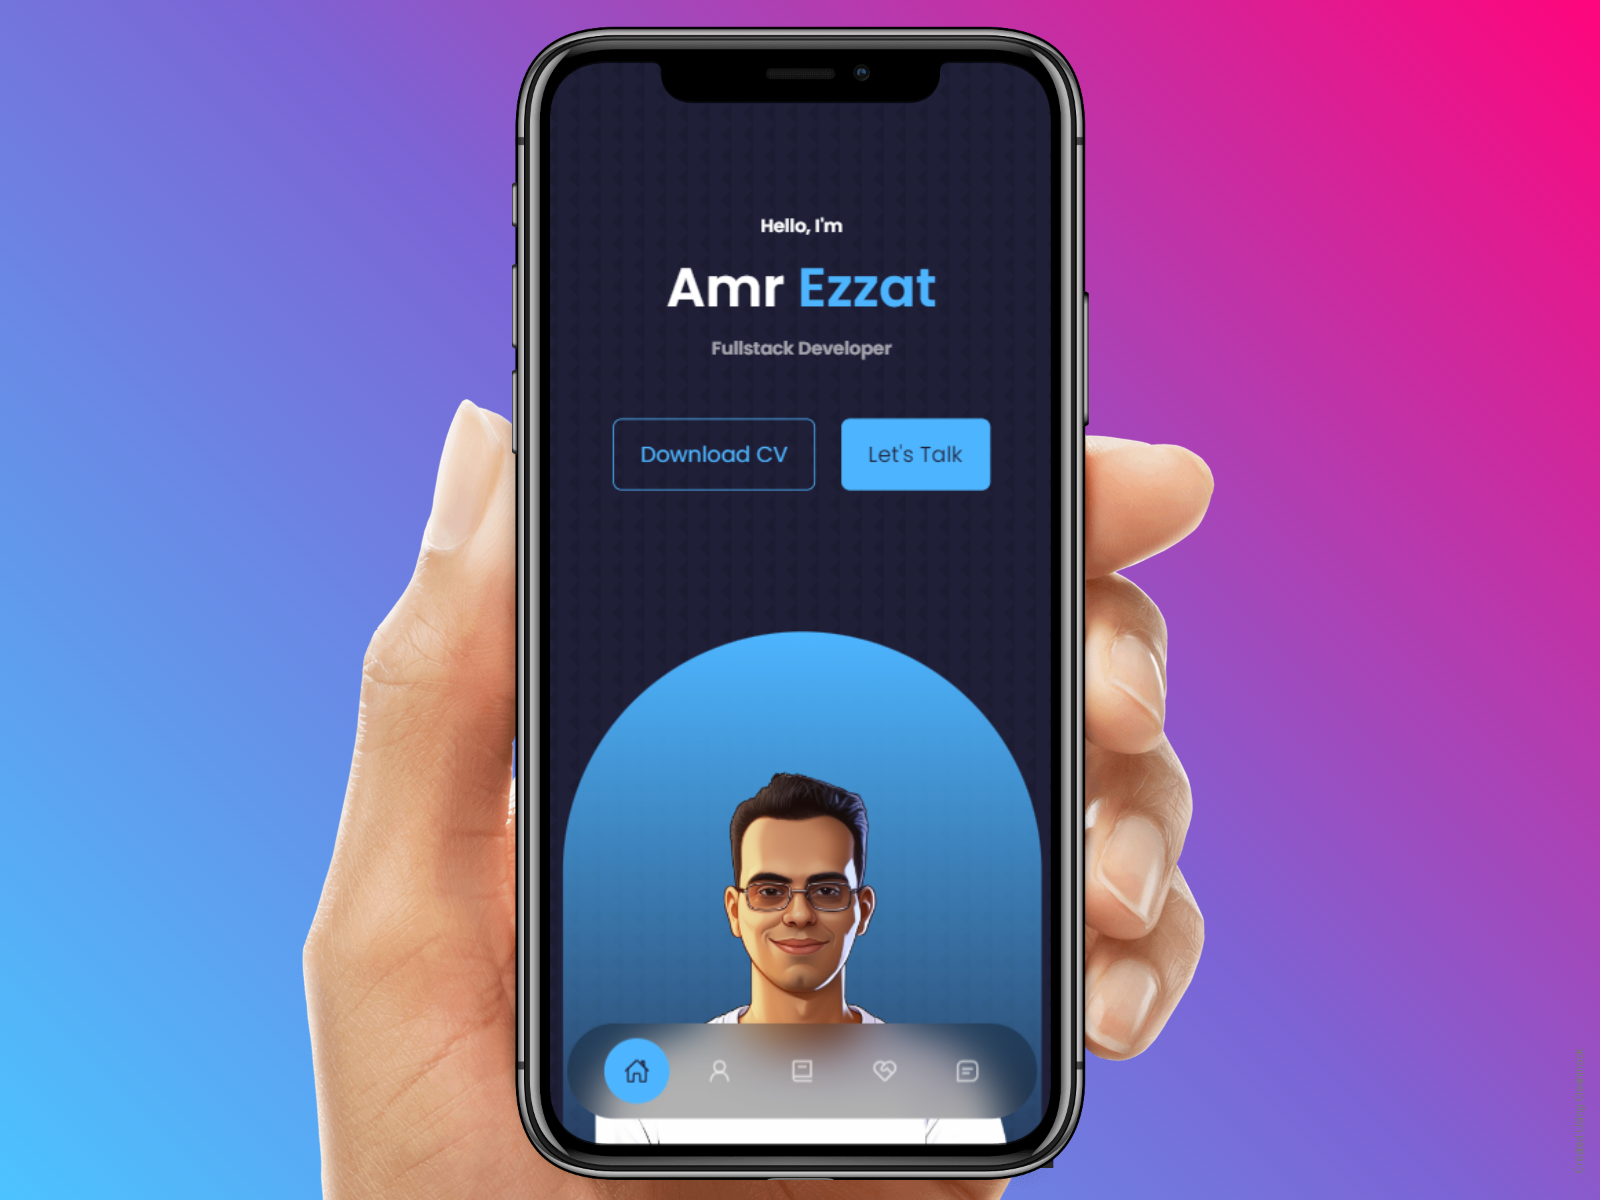 Hello, I'm
Amr Ezzat
Fullstack Developer
Download CV
Let's Talk